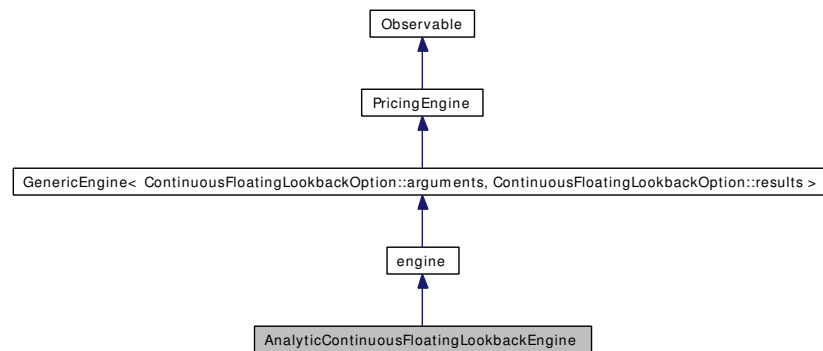 Observable
PricingEngine
GenericEngine< ContinuousFloatingLookbackOption::arguments, ContinuousFloatingLookbackOption::results >
engine
AnalyticContinuousFloatingLookbackEngine